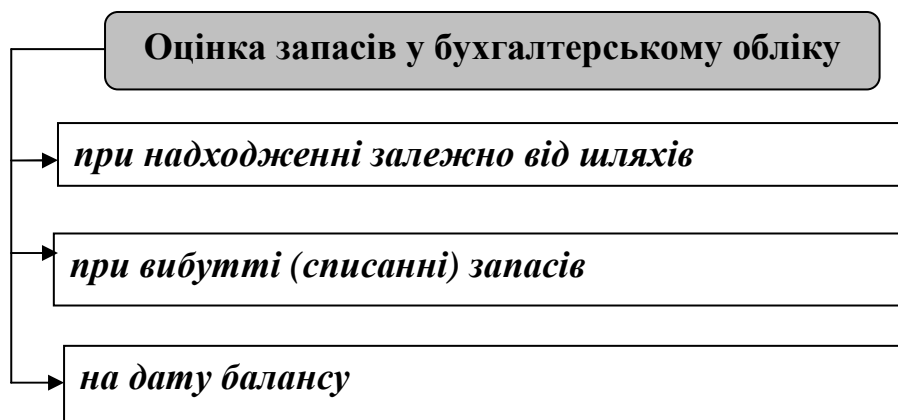 Оцінка запасів у бухгалтерському обліку
при надходженні залежно від шляхів
при вибутті (списанні) запасів
на дату балансу